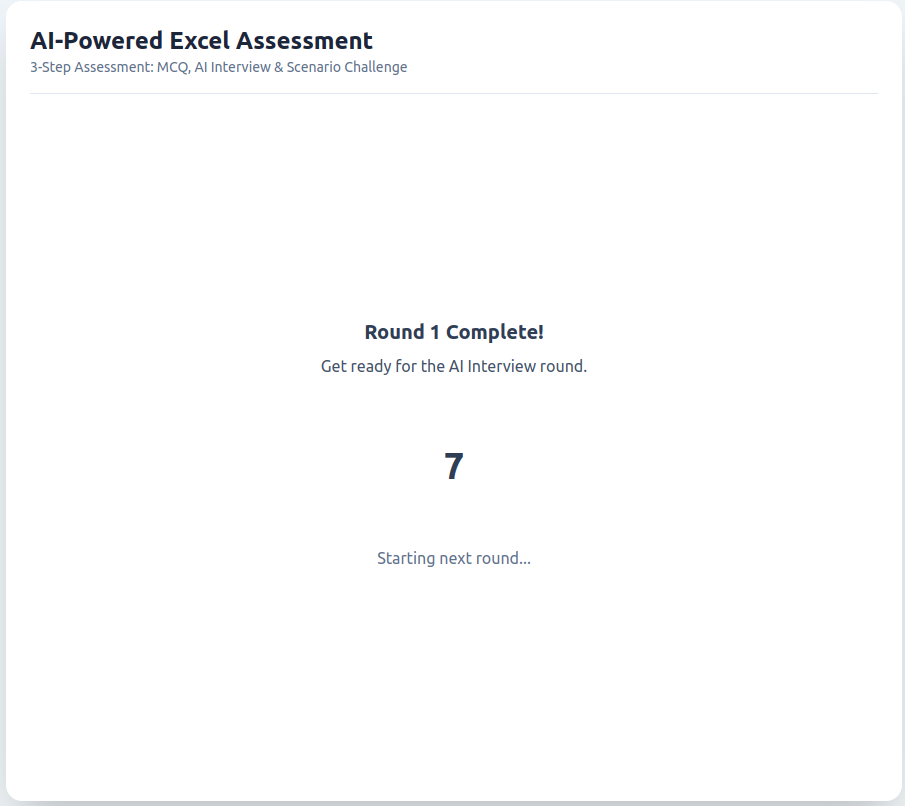 AI-Powered Excel Assessment
3-Step Assessment: MCQ, AI Interview & Scenario Challenge
Round 1 Complete!
Get ready for the AI Interview round.
7
Starting next round...